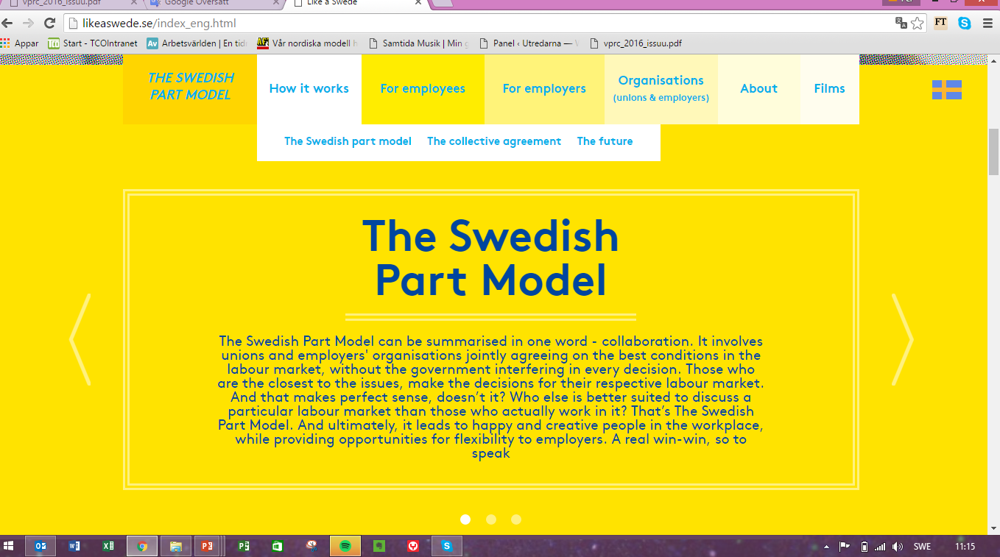 vprc_2016_issuu.pdf
Google Översätt
Like a Swede
likeaswede.se/index_eng.html
FT
Appar
TCO
Start - TCOIntranet
Av
Arbetsvärlden | En tid
Vår nordiska modell h
Samtida Musik | Min
Panel ‹ Utredarna —
vprc_2016_issuu.pdf
THE SWEDISH
PART MODEL
How it works
For employees
For employers
Organisations
(unions & employers)
About
Films
The Swedish part model
The collective agreement
The future
The Swedish
Part Model
The Swedish Part Model can be summarised in one word - collaboration. It involves
unions and employers' organisations jointly agreeing on the best conditions in the
labour market, without the government interfering in every decision. Those who
are the closest to the issues, make the decisions for their respective labour market.
And that makes perfect sense, doesn't it? Who else is better suited to discuss a
particular labour market than those who actually work in it? That's The Swedish
Part Model. And ultimately, it leads to happy and creative people in the workplace,
while providing opportunities for flexibility to employers. A real win-win, so to
speak
SWE
11:15